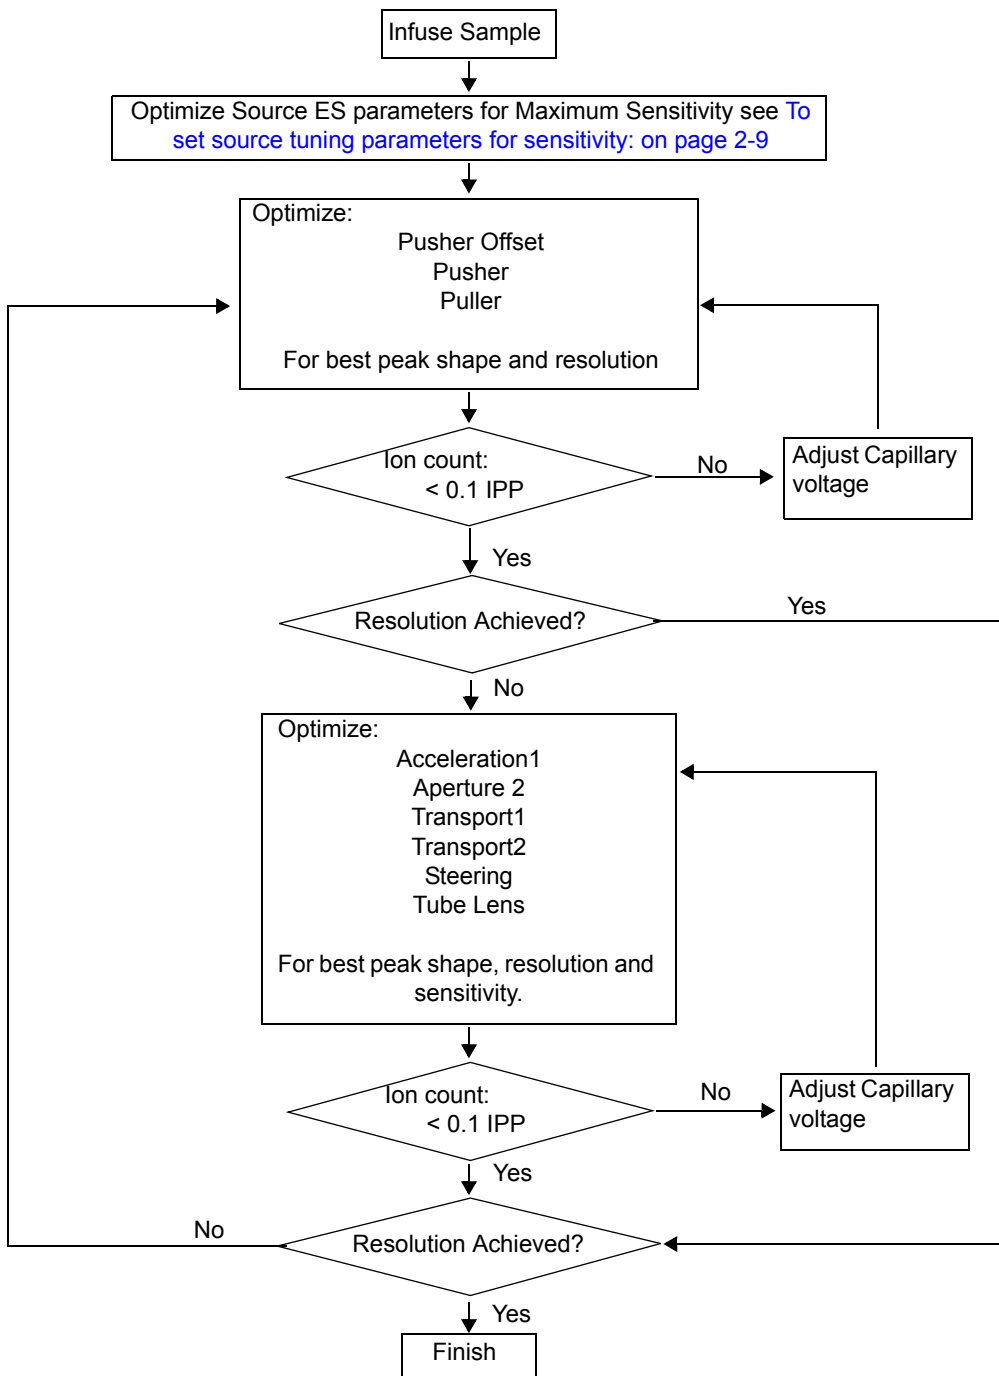 Infuse Sample
Optimize Source ES parameters for Maximum Sensitivity see To
set source tuning parameters for sensitivity: on page 2-9
Optimize:
Pusher Offset
Pusher
Puller
For best peak shape and resolution
Ion count:
< 0.1 IPP
No
Adjust Capillary
voltage
Yes
Resolution Achieved?
Yes
No
Optimize:
Acceleration1
Aperture 2
Transport1
Transport2
Steering
Tube Lens
For best peak shape, resolution and
sensitivity.
Ion count:
< 0.1 IPP
No
Adjust Capillary
voltage
Yes
No
Resolution Achieved?
Yes
Finish